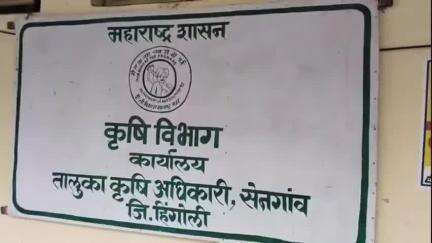 महाराष्ट्र शासन
कृषि विभाग
कार्यालय
तालुका कृषि अधिकारी, सेनगांव
जि.हिंगोली